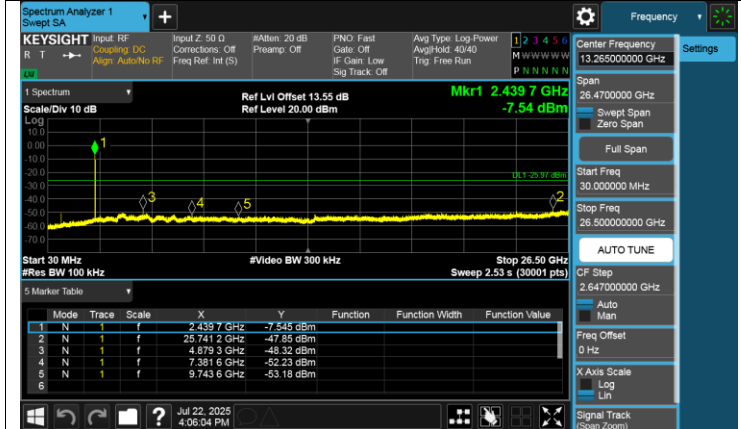 Spectrum Analyzer 1
Swept SA
+
Frequency
KEYSIGHT
R T
LXI
Input: RF
Coupling: DC
Align: Auto/No RF
Input Z: 50 Ω
Corrections: Off
Freq Ref: Int (S)
#Atten: 20 dB
Preamp: Off
PNO: Fast
Gate: Off
IF Gain: Low
Sig Track: Off
Avg Type: Log-Power
Avg|Hold: 40/40
Trig: Free Run
1 2 3 4 5 6
M W W W W W
P N N N N N
Center Frequency
13.265000000 GHz
Settings
1 Spectrum
Scale/Div 10 dB
Ref Lvl Offset 13.55 dB
Ref Level 20.00 dBm
Mkr1 2.439 7 GHz
-7.54 dBm
Log
10.0
0.00
-10.0
-20.0
-30.0
-40.0
-50.0
-60.0
-70.0
1
2
3
4
5
DL1 -25.97 dBm
Start 30 MHz
#Res BW 100 kHz
#Video BW 300 kHz
Stop 26.50 GHz
Sweep 2.53 s (30001 pts)
Span
26.4700000 GHz
Swept Span
Zero Span
Full Span
Start Freq
30.000000 MHz
Stop Freq
26.500000000 GHz
AUTO TUNE
CF Step
2.647000000 GHz
Auto
Man
Freq Offset
0 Hz
X Axis Scale
Log
Lin
Signal Track
(Span Zoom)
5 Marker Table
Mode Trace Scale X Y Function Function Width Function Value
1 N 1 f 2.439 7 GHz -7.545 dBm
2 N 1 f 25.741 2 GHz -47.85 dBm
3 N 1 f 4.879 3 GHz -48.32 dBm
4 N 1 f 7.381 6 GHz -52.23 dBm
5 N 1 f 9.743 6 GHz -53.18 dBm
6
?
Jul 22, 2025
4:06:04 PM